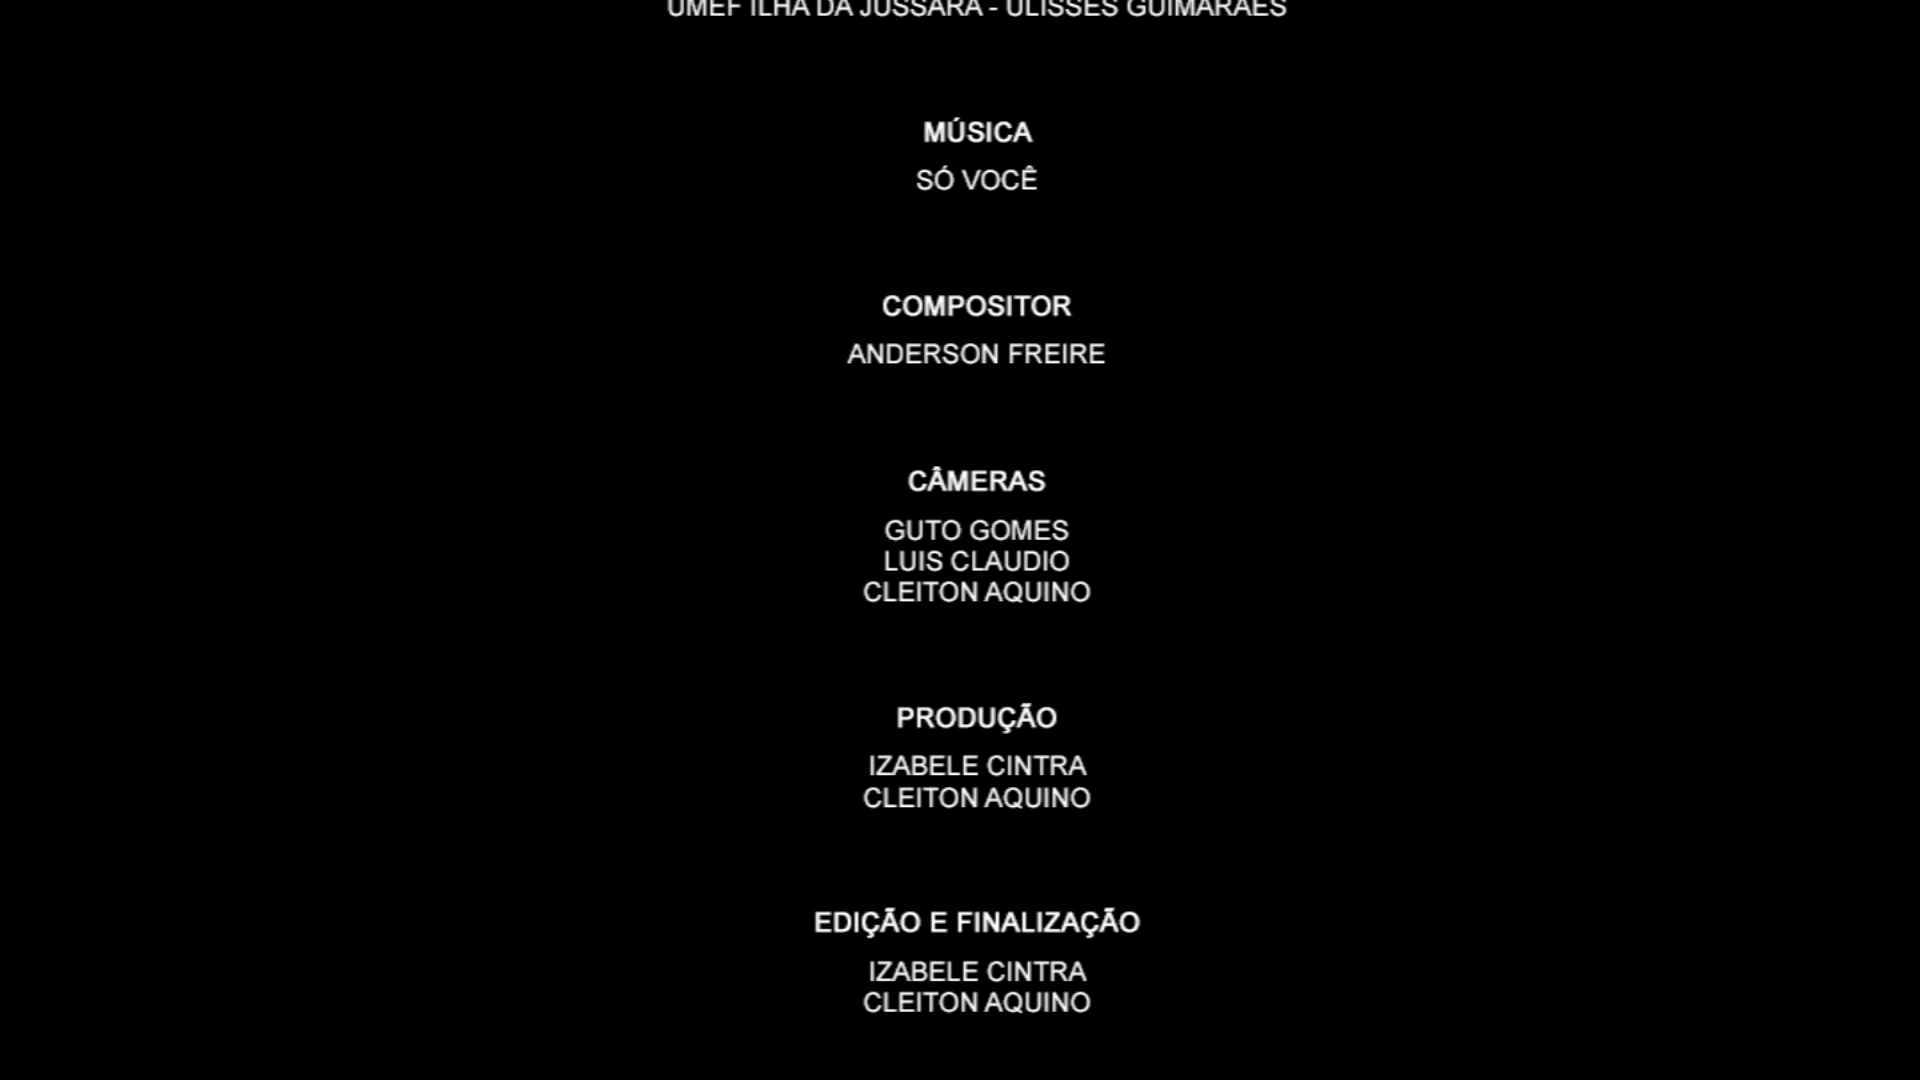 UMEF ILHA DA JUSSARA - ULISSES GUIMARÃES
MÚSICA
SÓ VOCÊ
COMPOSITOR
ANDERSON FREIRE
CÂMERAS
GUTO GOMES
LUIS CLAUDIO
CLEITON AQUINO
PRODUÇÃO
IZABELE CINTRA
CLEITON AQUINO
EDIÇÃO E FINALIZAÇÃO
IZABELE CINTRA
CLEITON AQUINO